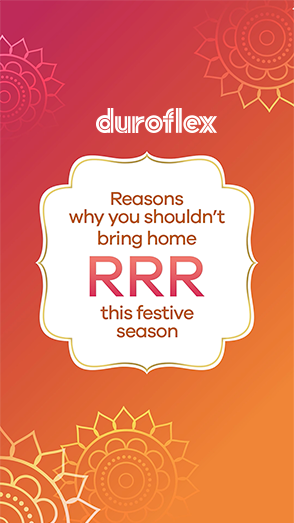 duroflex
Reasons
why you shouldn't
bring home
RRR
this festive
season